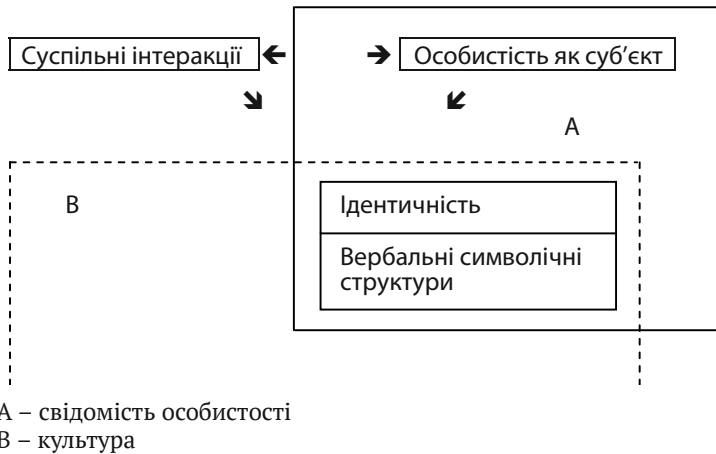 Суспільні інтеракції
Особистість як суб’єкт
А
В
Ідентичність
Вербальні символічні
структури
А – свідомість особистості
В – культура